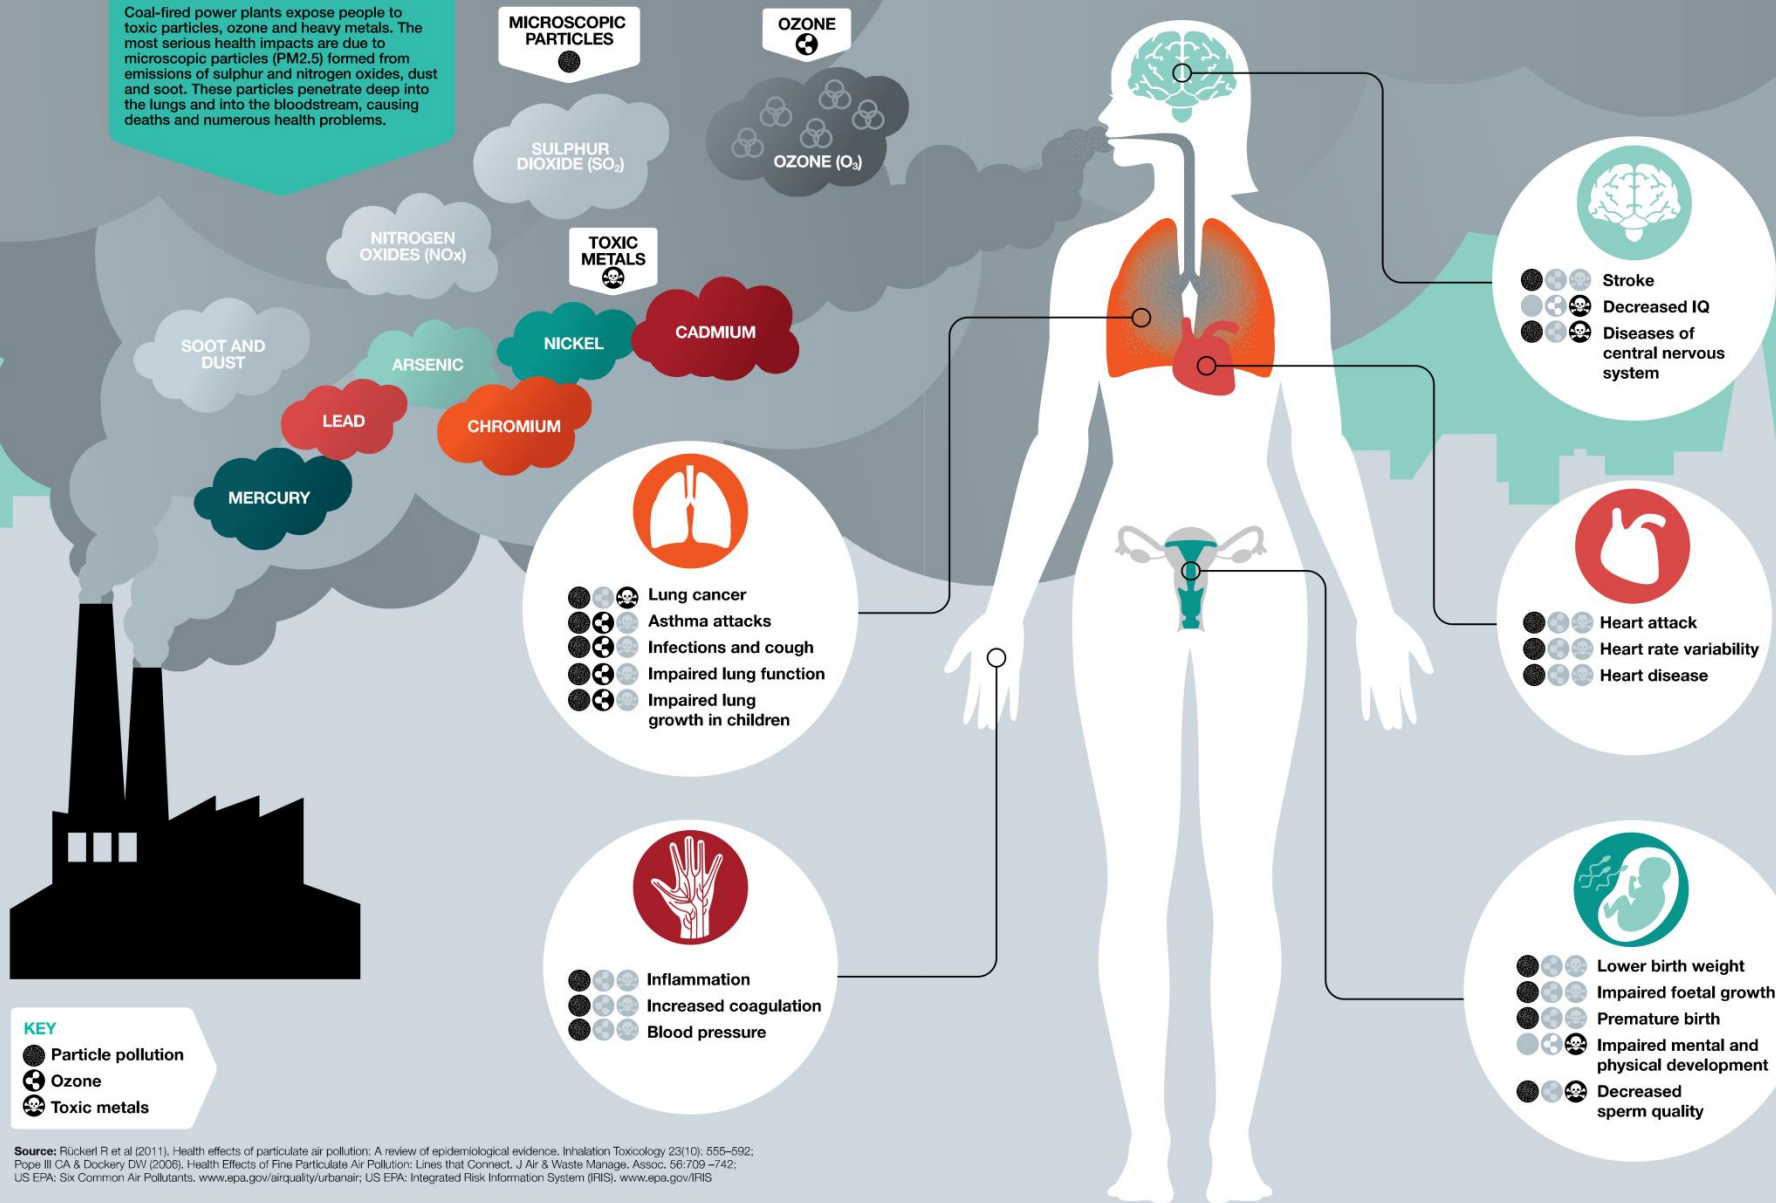 Coal-fired power plants expose people to
toxic particles, ozone and heavy metals. The
most serious health impacts are due to
microscopic particles (PM2.5) formed from
emissions of sulphur and nitrogen oxides, dust
and soot. These particles penetrate deep into
the lungs and into the bloodstream, causing
deaths and numerous health problems.
MICROSCOPIC
PARTICLES
OZONE
SULPHUR
DIOXIDE (SO₂)
OZONE (O₃)
NITROGEN
OXIDES (NOx)
TOXIC
METALS
SOOT AND
DUST
ARSENIC
NICKEL
CADMIUM
LEAD
CHROMIUM
MERCURY
Stroke
Decreased IQ
Diseases of
central nervous
system
Lung cancer
Asthma attacks
Infections and cough
Impaired lung function
Impaired lung
growth in children
Heart attack
Heart rate variability
Heart disease
Inflammation
Increased coagulation
Blood pressure
Lower birth weight
Impaired foetal growth
Premature birth
Impaired mental and
physical development
Decreased
sperm quality
KEY
Particle pollution
Ozone
Toxic metals
Source: Rückerl R et al (2011). Health effects of particulate air pollution: A review of epidemiological evidence. Inhalation Toxicology 23(10): 555–592;
Pope III CA & Dockery DW (2006). Health Effects of Fine Particulate Air Pollution: Lines that Connect. J Air & Waste Manage. Assoc. 56:709 –742;
US EPA: Six Common Air Pollutants. www.epa.gov/airquality/urbanair; US EPA: Integrated Risk Information System (IRIS). www.epa.gov/IRIS